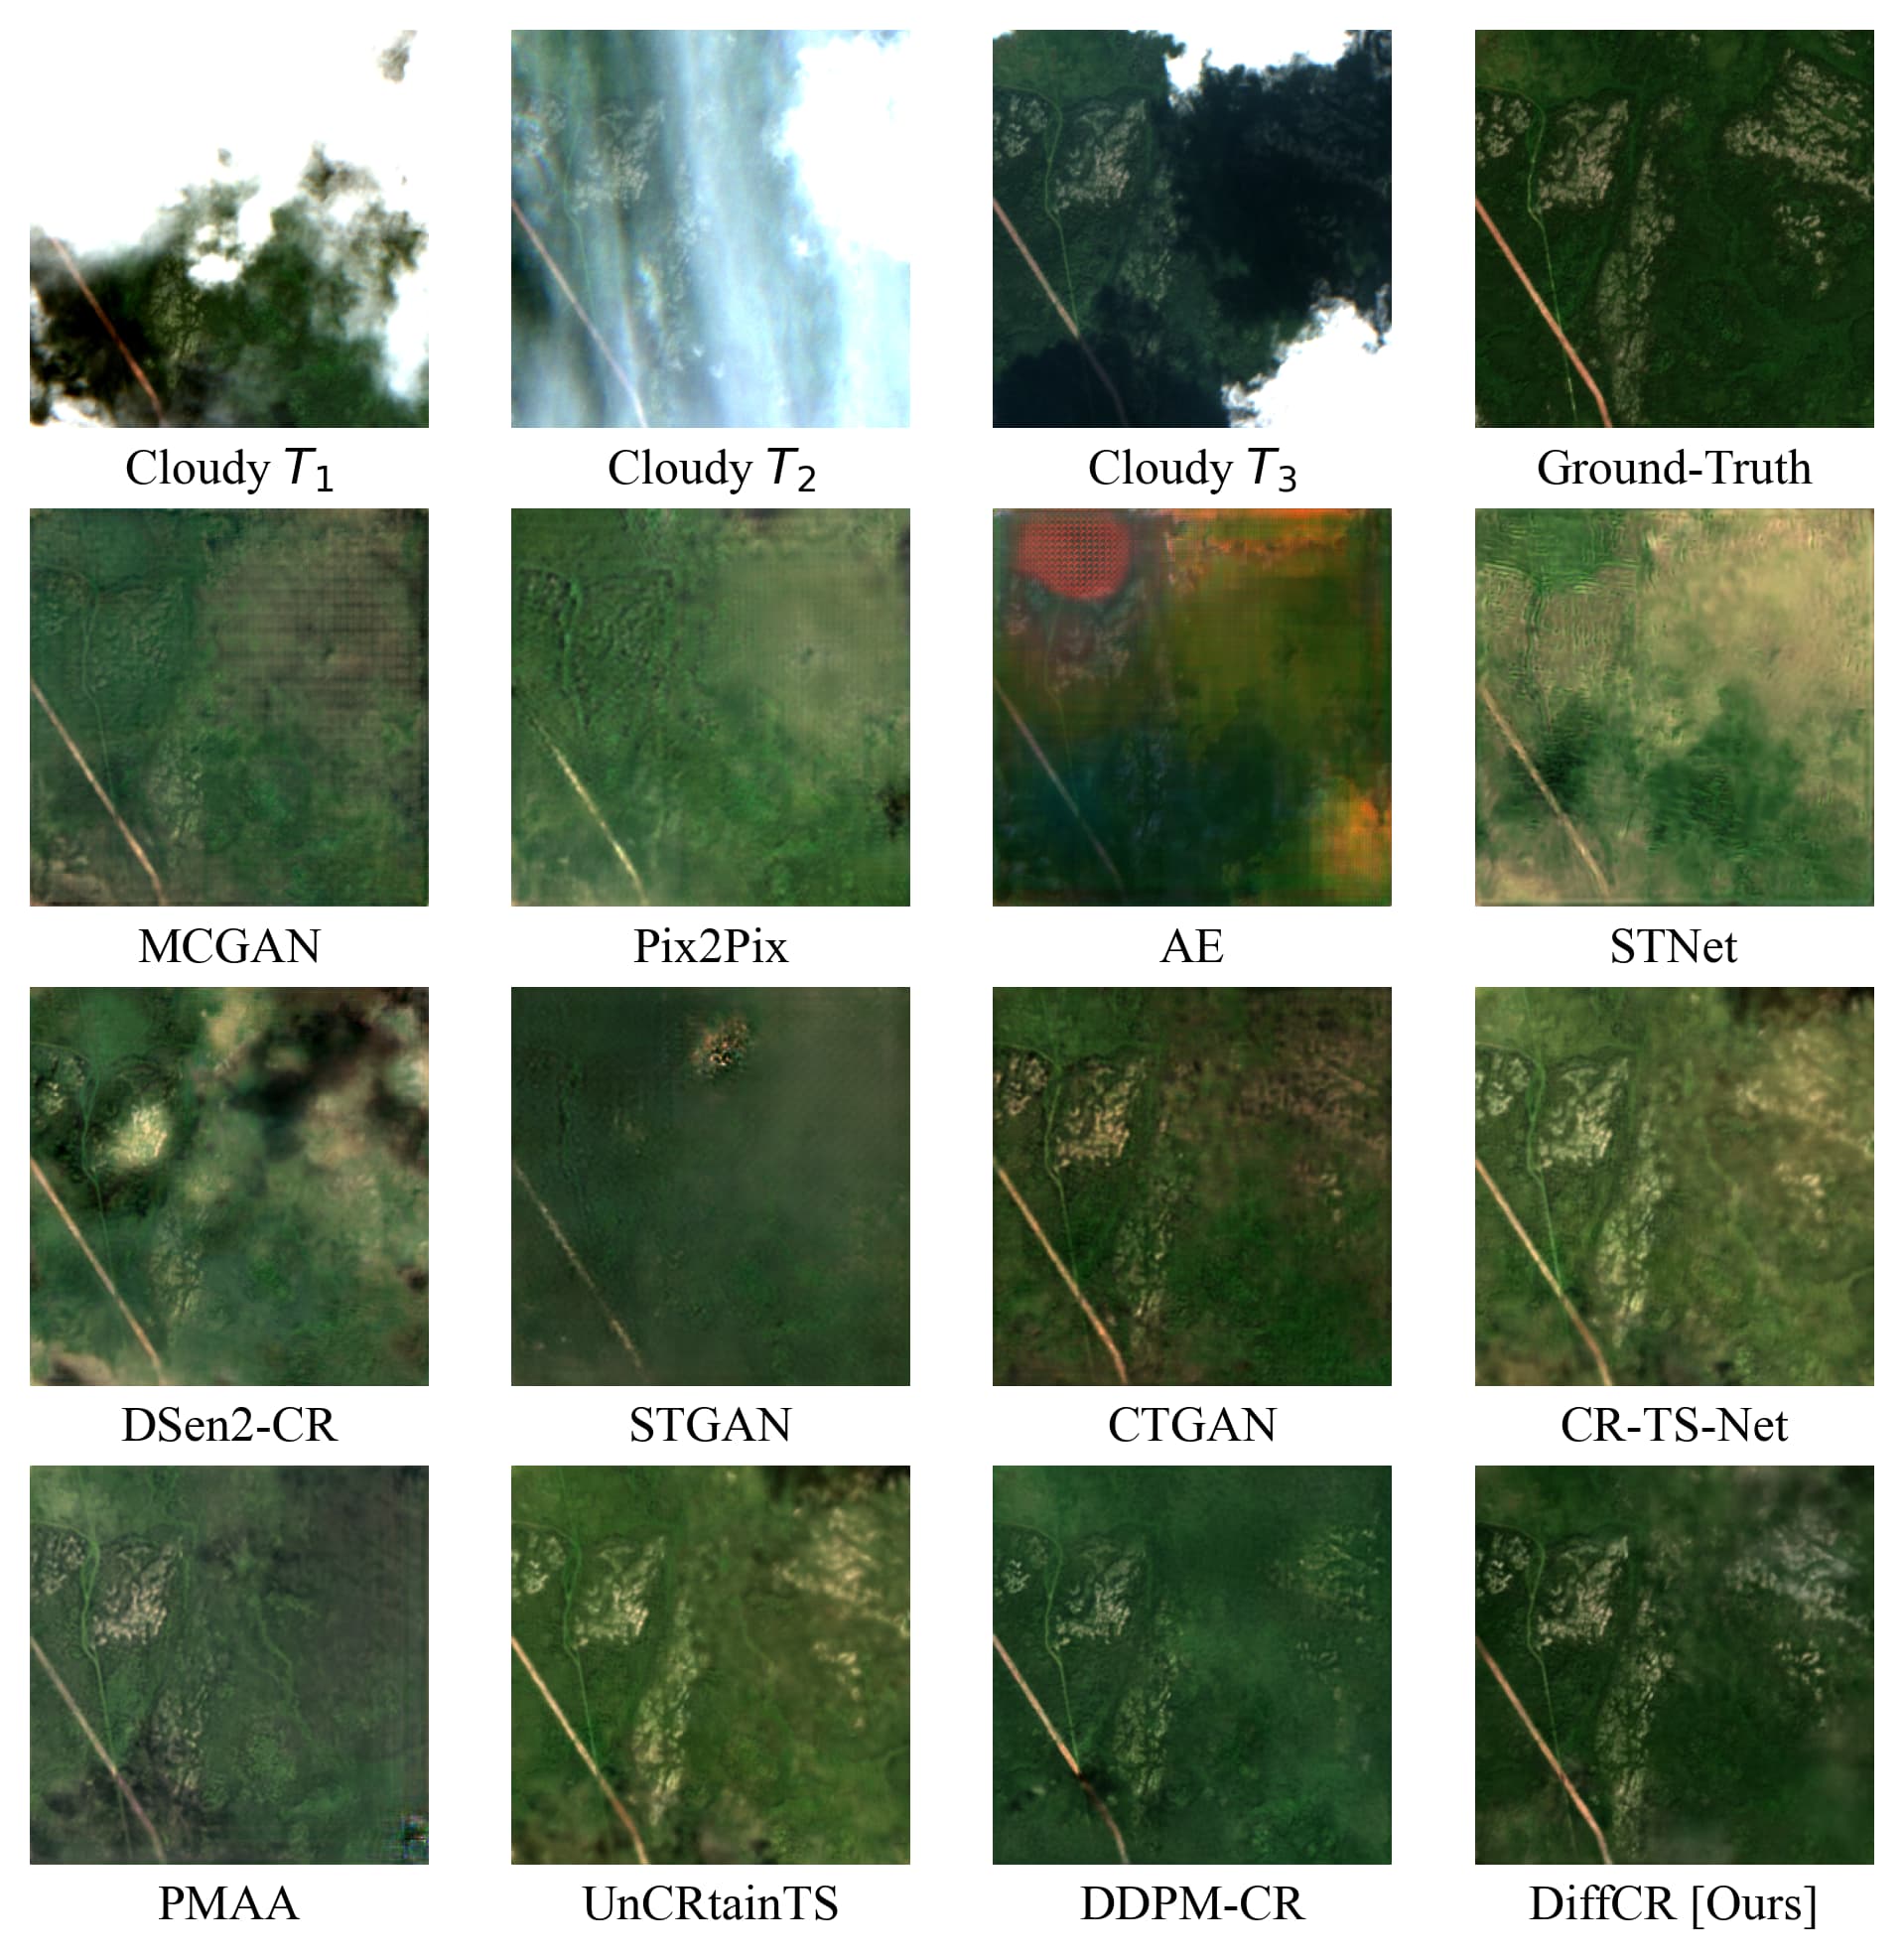 Cloudy T1
Cloudy T2
Cloudy T3
Ground-Truth
MCGAN
Pix2Pix
AE
STNet
DSen2-CR
STGAN
CTGAN
CR-TS-Net
PMAA
UnCRtainTS
DDPM-CR
DiffCR [Ours]